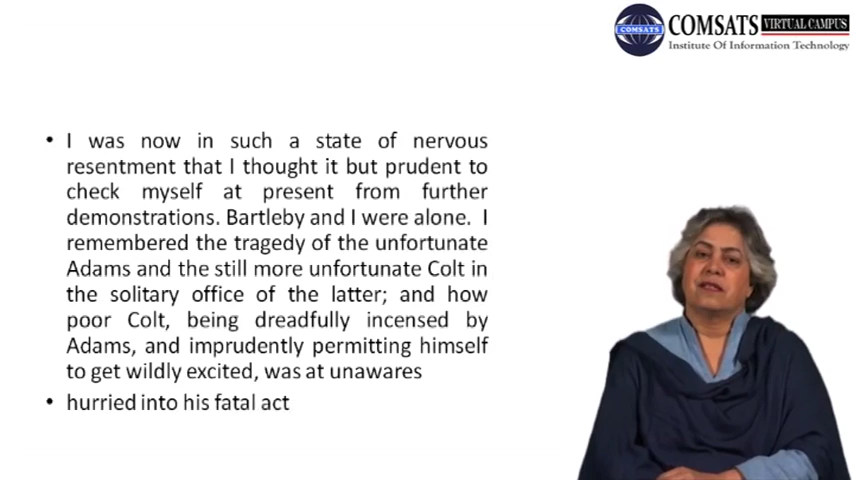 COMSATS
COMSATS VIRTUAL CAMPUS
Institute Of Information Technology
• I was now in such a state of nervous
resentment that I thought it but prudent to
check myself at present from further
demonstrations. Bartleby and I were alone. I
remembered the tragedy of the unfortunate
Adams and the still more unfortunate Colt in
the solitary office of the latter; and how
poor Colt, being dreadfully incensed by
Adams, and imprudently permitting himself
to get wildly excited, was at unawares
• hurried into his fatal act